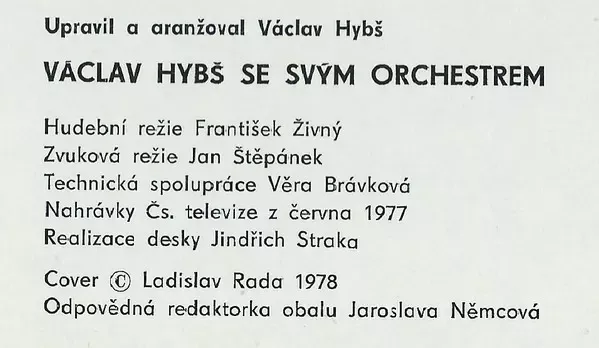 Upravil a aranžoval Václav Hybš
VÁCLAV HYBŠ SE SVÝM ORCHESTREM
Hudební režie František Živný
Zvuková režie Jan Štěpánek
Technická spolupráce Věra Brávková
Nahrávky Čs. televize z června 1977
Realizace desky Jindřich Straka
Cover © Ladislav Rada 1978
Odpovědná redaktorka obalu Jaroslava Němcová